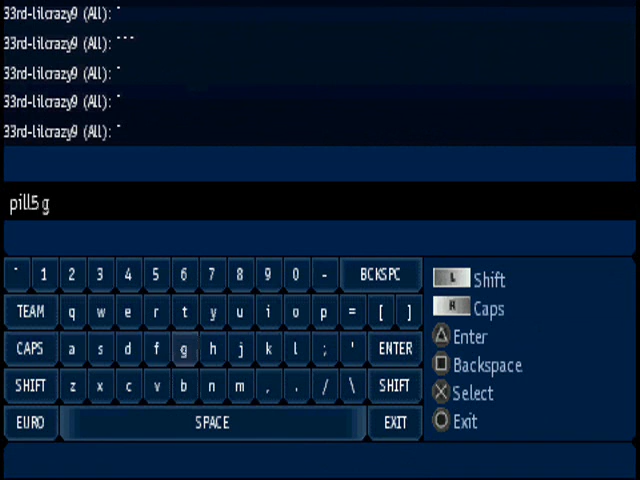 33rd-lilcrazy9 (All): `
33rd-lilcrazy9 (All): ` ` `
33rd-lilcrazy9 (All): `
33rd-lilcrazy9 (All): `
33rd-lilcrazy9 (All): `
pill5 g
` 1 2 3 4 5 6 7 8 9 0 - BCKSPC
TEAM q w e r t y u i o p = [ ]
CAPS a s d f g h j k l ; ' ENTER
SHIFT z x c v b n m , . / \ SHIFT
EURO SPACE EXIT
L Shift
R Caps
Enter
Backspace
Select
Exit